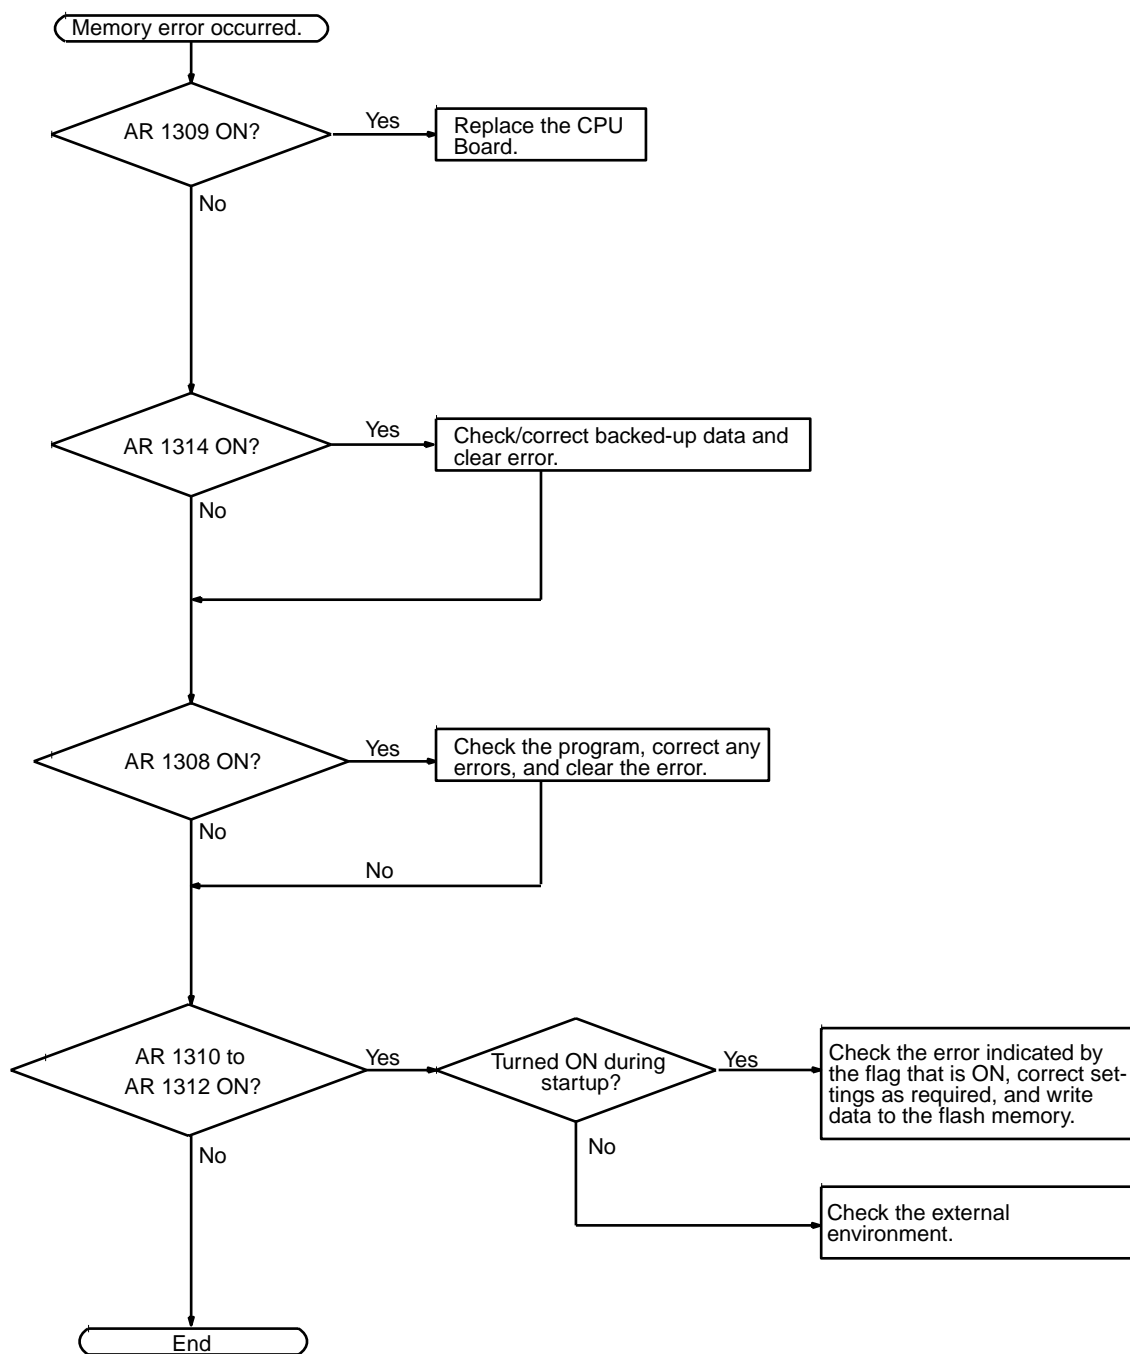 Memory error occurred.
AR 1309 ON?
Yes
Replace the CPU
Board.
No
AR 1314 ON?
Yes
Check/correct backed-up data and
clear error.
No
AR 1308 ON?
Yes
Check the program, correct any
errors, and clear the error.
No
No
AR 1310 to
AR 1312 ON?
Yes
Turned ON during
startup?
Yes
Check the error indicated by
the flag that is ON, correct set-
tings as required, and write
data to the flash memory.
No
No
Check the external
environment.
End